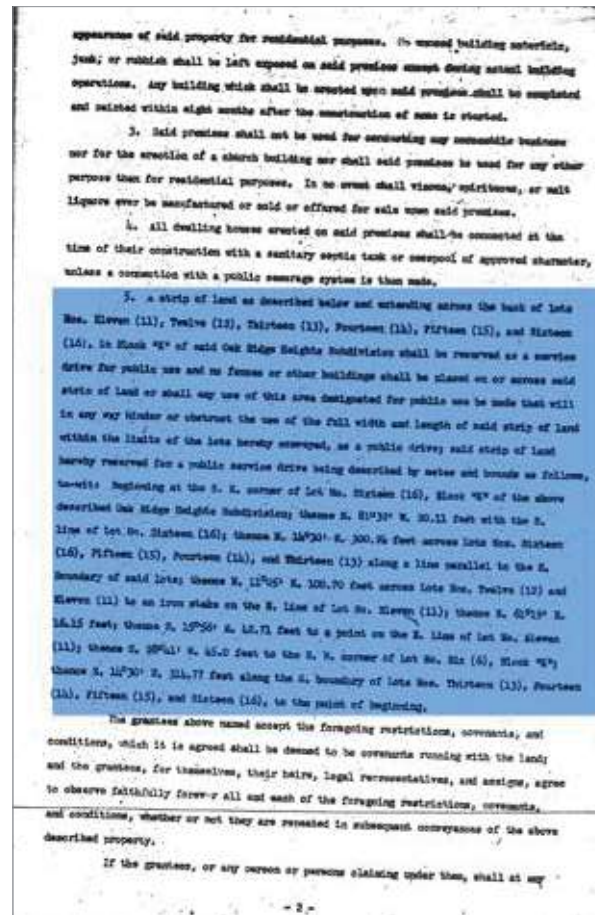 appearance of said property for residential purposes. No unused building materials,
junk, or rubbish shall be left exposed on said premises except during actual building
operations. Any building which shall be erected upon said premises shall be completed
and painted within eight months after the construction of same is started.
3. Said premises shall not be used for conducting any business
nor for the erection of a church building nor shall said premises be used for any other
purpose than for residential purposes. In no event shall vinous, spirituous, or malt
liquors ever be manufactured or sold or offered for sale upon said premises.
4. All dwelling houses erected on said premises shall be connected at the
time of their construction with a sanitary septic tank or cesspool of approved character,
unless a connection with a public sewerage system is then made.
5. A strip of land as described below and extending across the back of lots
Nos. Eleven (11), Twelve (12), Thirteen (13), Fourteen (14), Fifteen (15), and Sixteen
(16), in Block "E" of said Oak Ridge Heights Subdivision shall be reserved as a service
drive for public use and no fences or other buildings shall be placed on or across said
strip of land or shall any use of this area designated for public use be made that will
in any way hinder or obstruct the use of the full width and length of said strip of land
within the limits of the lots hereby conveyed, as a public drive; said strip of land
hereby reserved for a public service drive being described by metes and bounds as follows,
to-wit: Beginning at the S. E. corner of Lot No. Sixteen (16), Block "E" of the above
described Oak Ridge Heights Subdivision; thence 20.11 feet with the S.
line of Lot No. Sixteen (16); thence feet across Lots Nos. Sixteen
(16), Fifteen (15), Fourteen (14), and Thirteen (13) along a line parallel to the E.
Boundary of said lots; thence 100.70 feet across Lots Nos. Twelve (12) and
Eleven (11) to an iron stake on the line of Lot No. Eleven (11); thence
16.15 feet; thence 42.71 feet to a point on the E. line of Lot No. Eleven
(11); thence 45.0 feet to the corner of Lot No. Six (6), Block
thence 314.77 feet along the boundary of Lots Nos. Thirteen (13), Fourteen
(14), Fifteen (15), and Sixteen (16), to the point of beginning.
The grantees above named accept the foregoing restrictions, covenants, and
conditions, which it is agreed shall be deemed to be covenants running with the land;
and the grantees, for themselves, their heirs, legal representatives, and assigns, agree
to observe faithfully forever all and each of the foregoing restrictions, covenants,
and conditions, whether or not they are repeated in subsequent conveyances of the above
described property.
If the grantees, or any person or persons claiming under them, shall at any
- 2 -